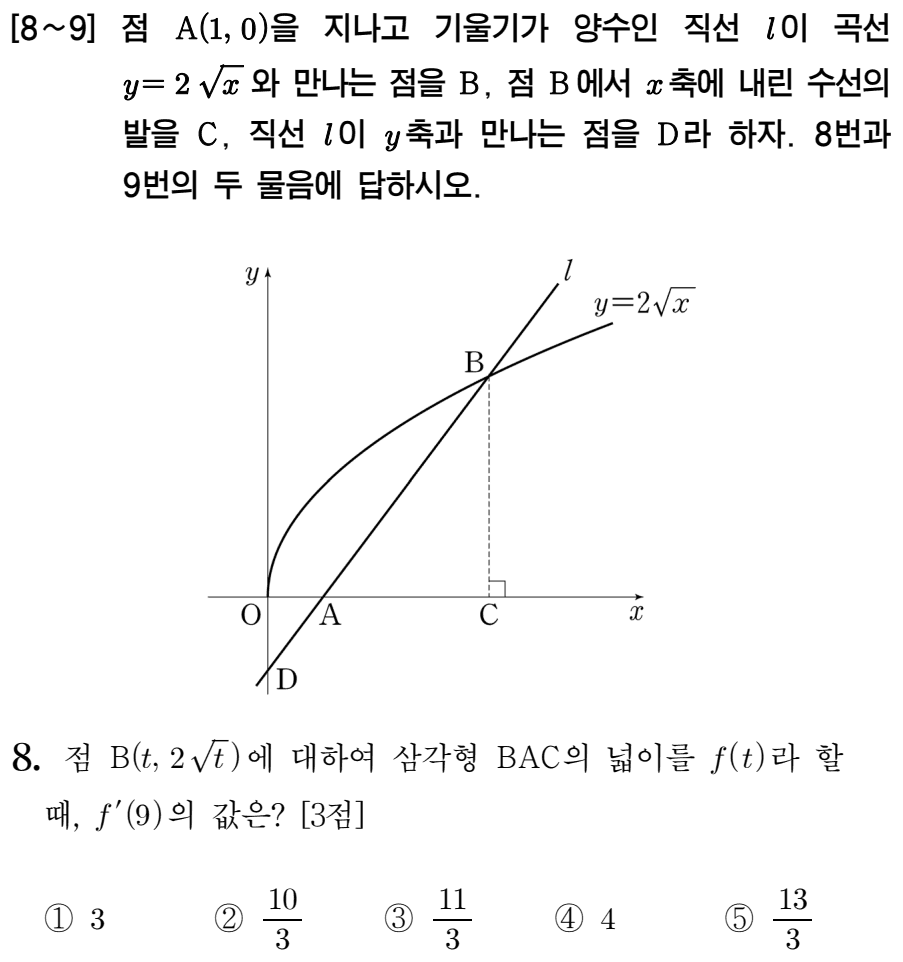 [8~9] 점 A(1, 0)을 지나고 기울기가 양수인 직선 l이 곡선
y= 2√x 와 만나는 점을 B, 점 B에서 x축에 내린 수선의
발을 C, 직선 l이 y축과 만나는 점을 D라 하자. 8번과
9번의 두 물음에 답하시오.
y
l
y=2√x
B
O
A
C
x
D
8. 점 B(t, 2√t)에 대하여 삼각형 BAC의 넓이를 f(t)라 할
때, f′(9)의 값은? [3점]
① 3 ② 10/3 ③ 11/3 ④ 4 ⑤ 13/3